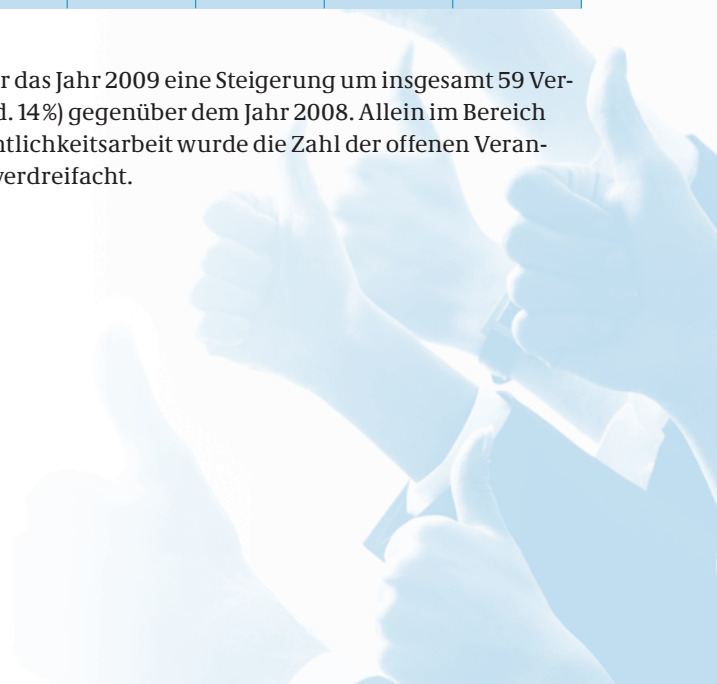 r das Jahr 2009 eine Steigerung um insgesamt 59 Ver-
d. 14 %) gegenüber dem Jahr 2008. Allein im Bereich
ntlichkeitsarbeit wurde die Zahl der offenen Veran-
verdreifacht.